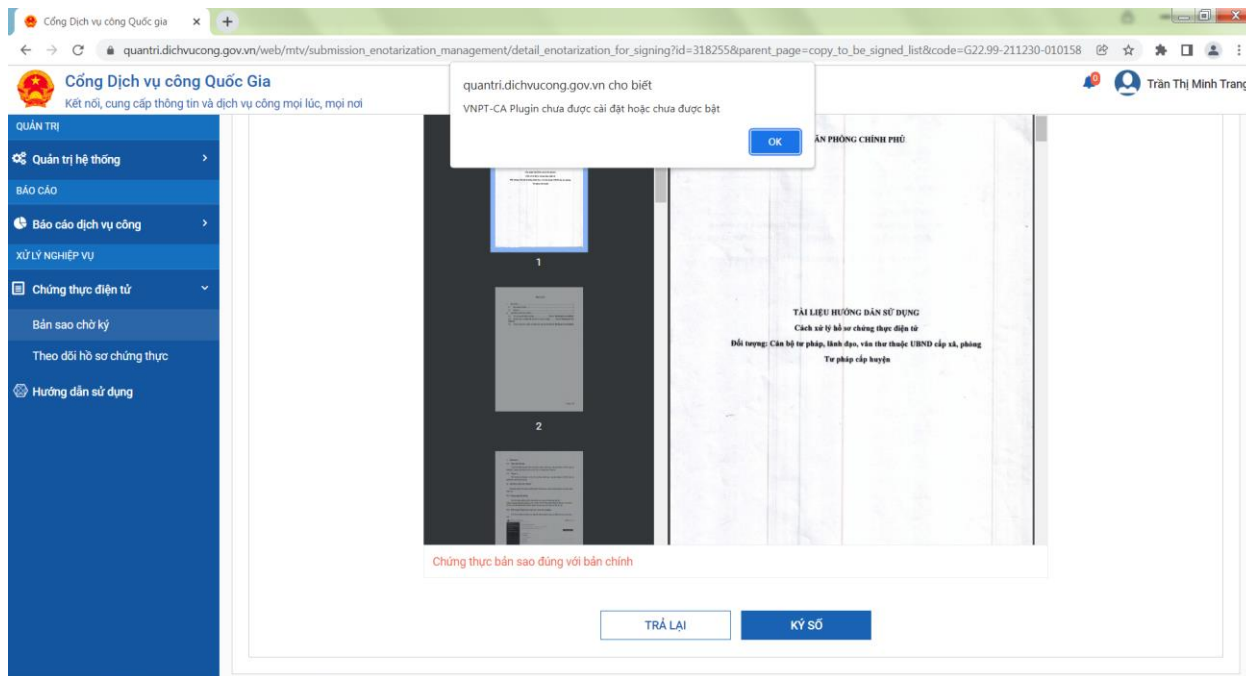 Cổng Dịch vụ công Quốc gia
quantri.dichvucong.gov.vn/web/mtv/submission_enotarization_management/detail_enotarization_for_signing?id=318255&parent_page=copy_to_be_signed_list&code=G22.99-211230-010158
Cổng Dịch vụ công Quốc Gia
Kết nối, cung cấp thông tin và dịch vụ công mọi lúc, mọi nơi
quantri.dichvucong.gov.vn cho biết
VNPT-CA Plugin chưa được cài đặt hoặc chưa được bật
OK
0
Trần Thị Minh Trang
QUẢN TRỊ
Quản trị hệ thống
BÁO CÁO
Báo cáo dịch vụ công
XỬ LÝ NGHIỆP VỤ
Chứng thực điện tử
Bản sao chờ ký
Theo dõi hồ sơ chứng thực
Hướng dẫn sử dụng
1
2
ĂN PHÒNG CHÍNH PHỦ
TÀI LIỆU HƯỚNG DẪN SỬ DỤNG
Cách xử lý hồ sơ chứng thực điện tử
Đối tượng: Cán bộ tư pháp, lãnh đạo, văn thư thuộc UBND cấp xã, phòng
Tư pháp cấp huyện
Chứng thực bản sao đúng với bản chính
TRẢ LẠI
KÝ SỐ